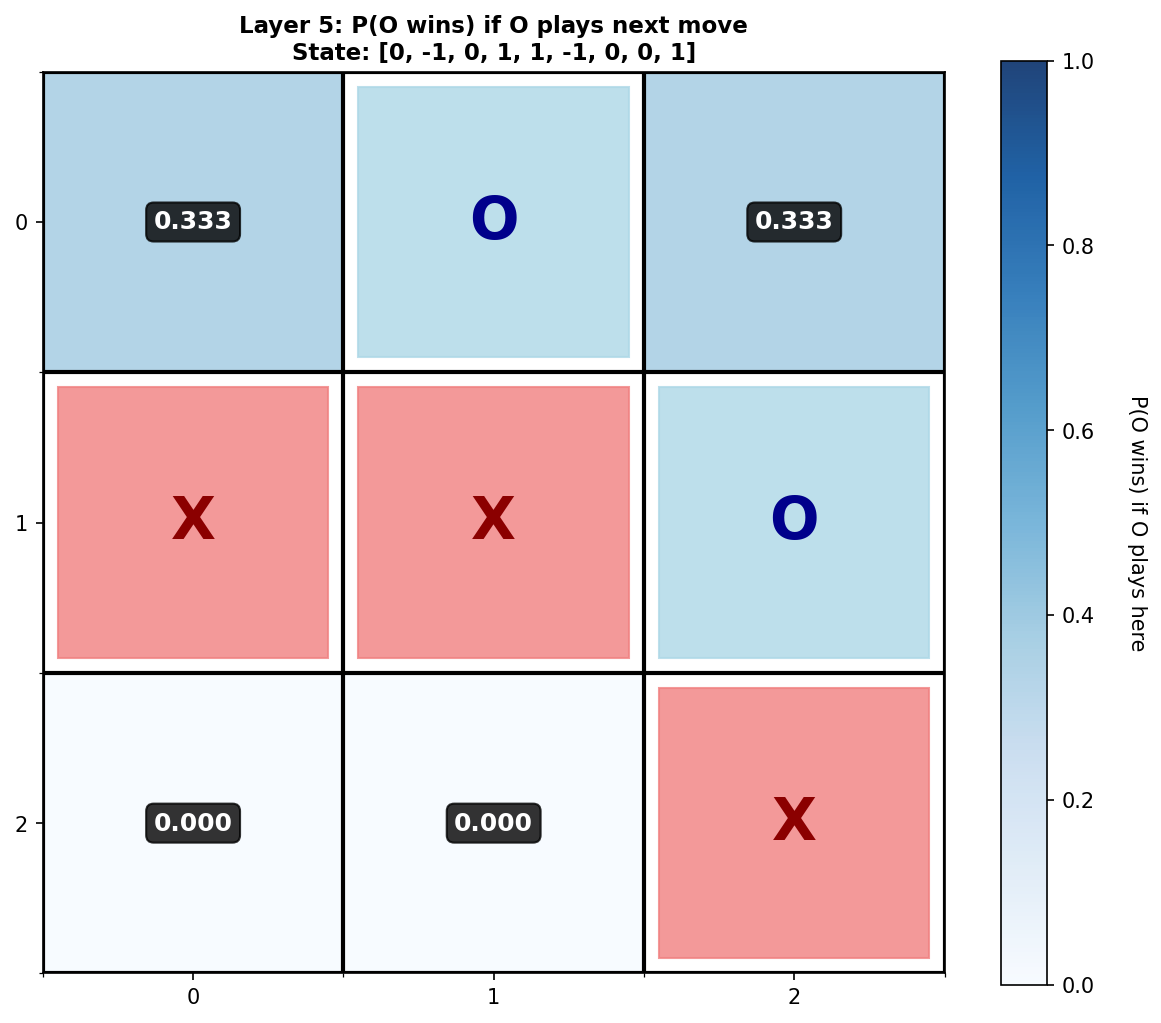 Layer 5: P(O wins) if O plays next move
State: [0, -1, 0, 1, 1, -1, 0, 0, 1]
0.333
O
0.333
X
X
O
0.000
0.000
X
0
1
2
0
1
2
1.0
0.8
0.6
0.4
0.2
0.0
P(O wins) if O plays here